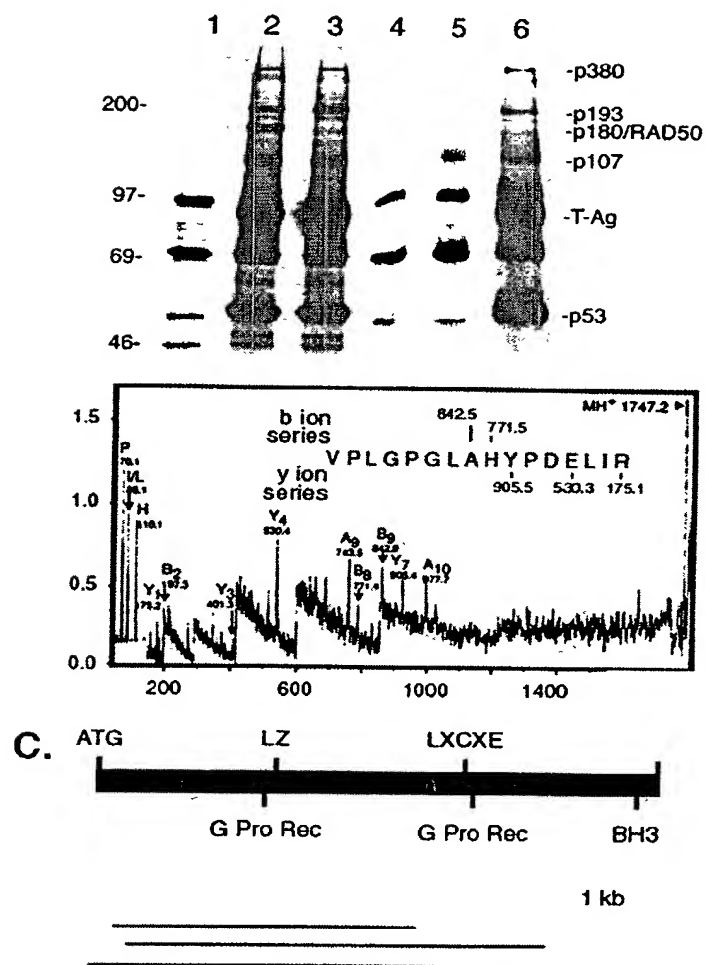 1 2 3 4 5 6
-p380
200-
-p193
-p180/RAD50
-p107
97-
-T-Ag
69-
-p53
46-
1.5
1.0
0.5
0.0
200 600 1000 1400
842.5
771.5
MH+ 1747.2
b ion
series
V P L G P G L A H Y P D E L I R
y ion
series
905.5 530.3 175.1
P
70.1
I/L
H
Y1
B2
Y3
Y4
A9
B8
B9
Y7
A10
C.
ATG LZ LXCXE
G Pro Rec G Pro Rec BH3
1 kb